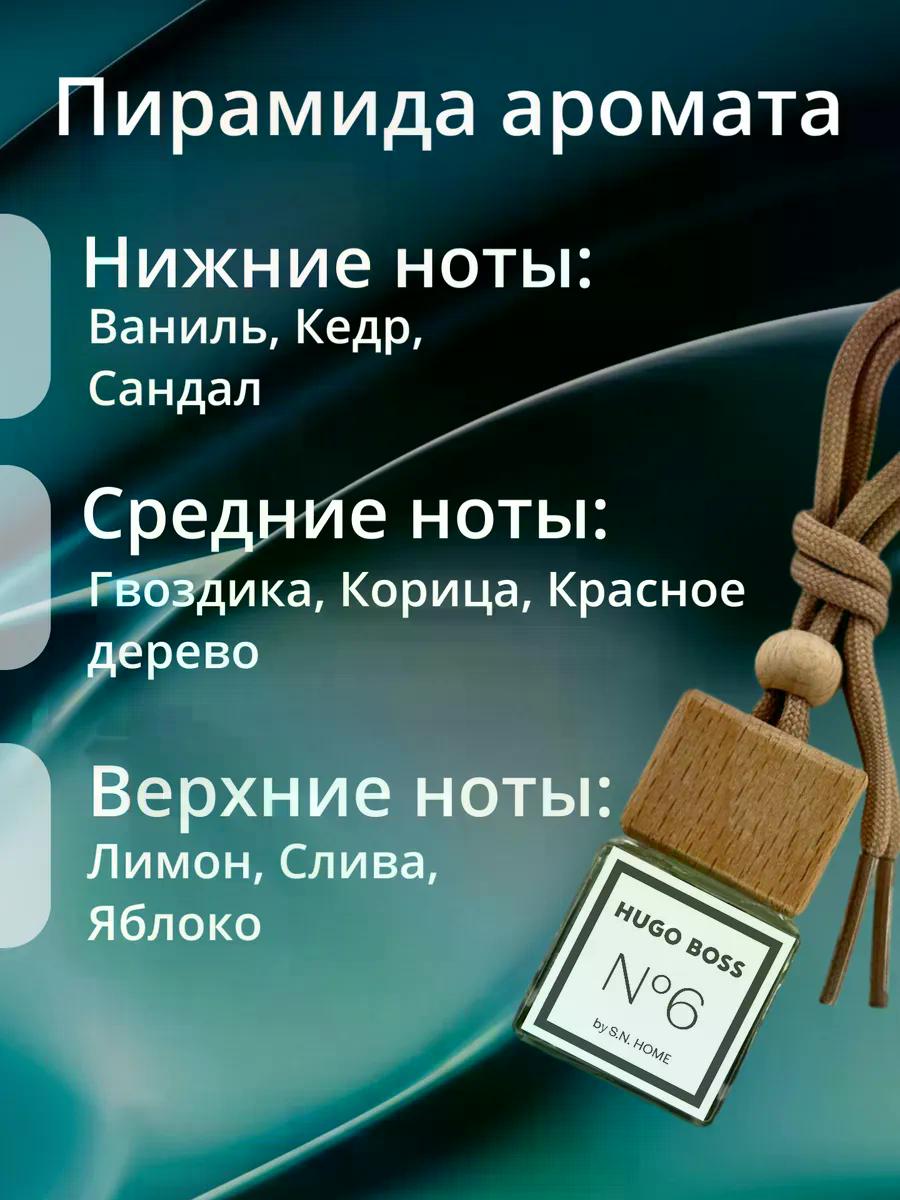 Пирамида аромата
Нижние ноты:
Ваниль, Кедр,
Сандал
Средние ноты:
Гвоздика, Корица, Красное
дерево
Верхние ноты:
Лимон, Слива,
Яблоко
HUGO BOSS
Nº6
by S.N. HOME